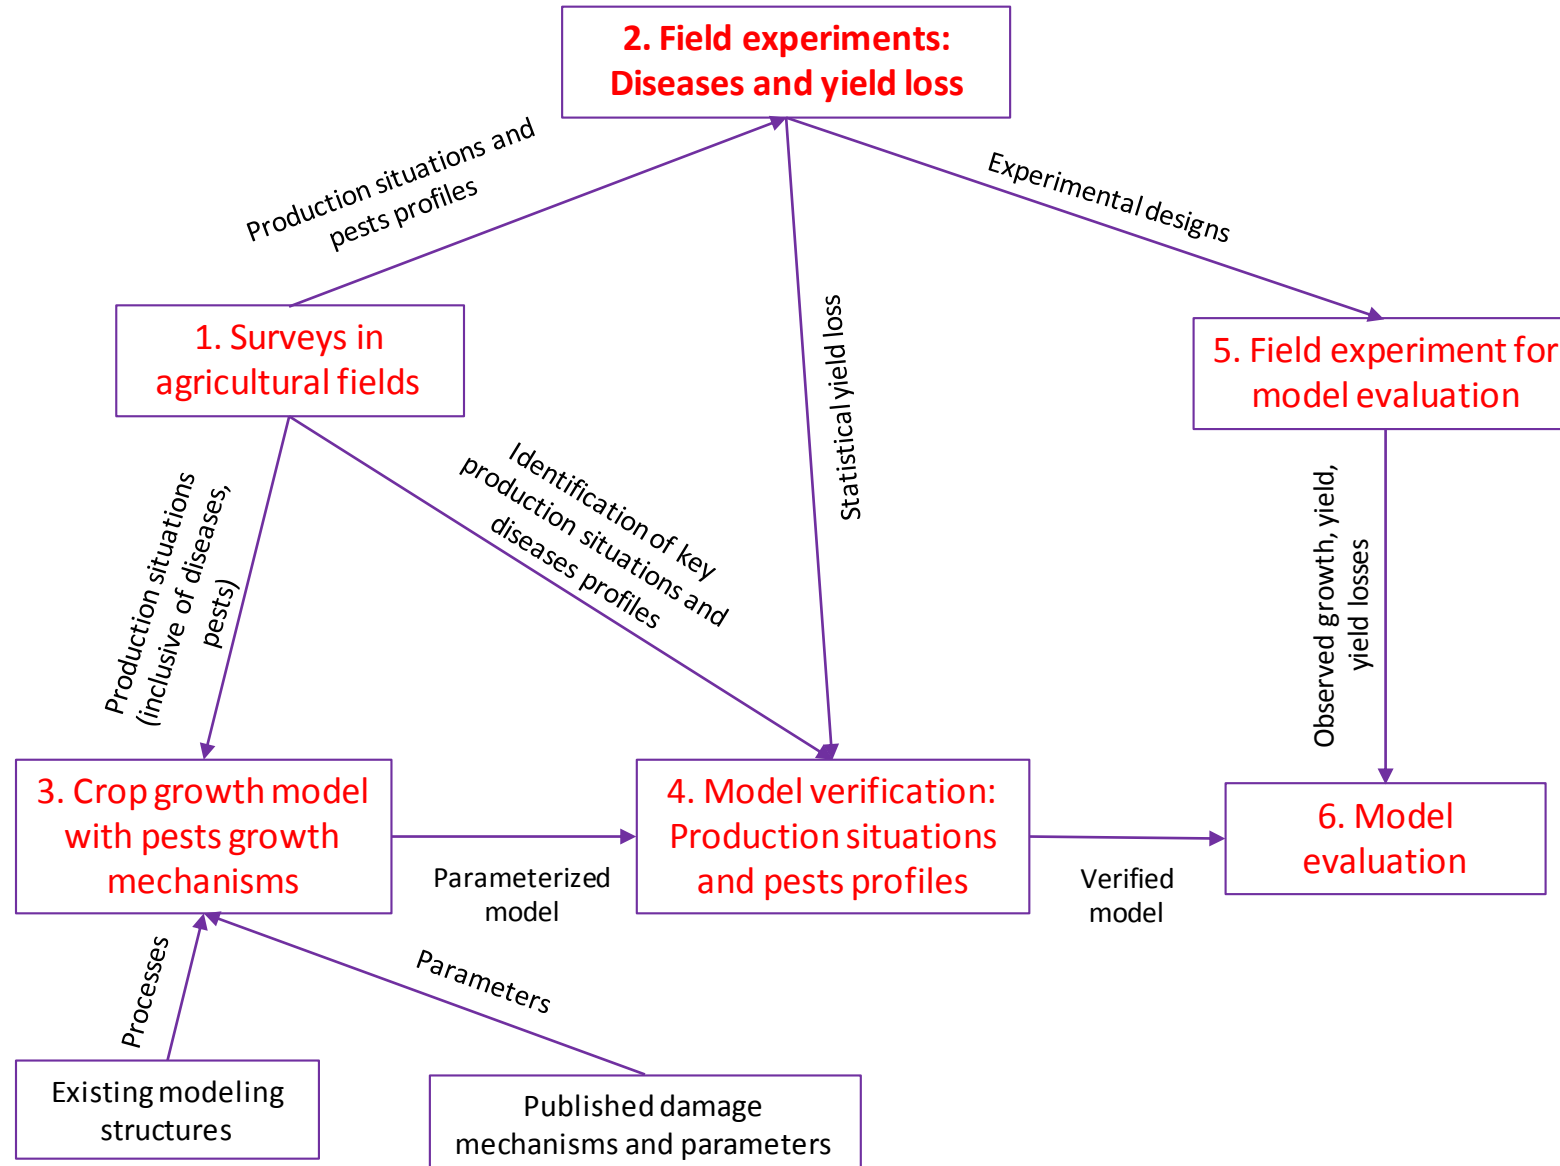 2. Field experiments:
Diseases and yield loss
Production situations and
pests profiles
Experimental designs
1. Surveys in
agricultural fields
Statistical yield loss
5. Field experiment for
model evaluation
Production situations
(inclusive of diseases,
pests)
Identification of key
production situations and
diseases profiles
Observed growth, yield,
yield losses
3. Crop growth model
with pests growth
mechanisms
Parameterized
model
4. Model verification:
Production situations
and pests profiles
Verified
model
6. Model
evaluation
Processes
Parameters
Existing modeling
structures
Published damage
mechanisms and parameters